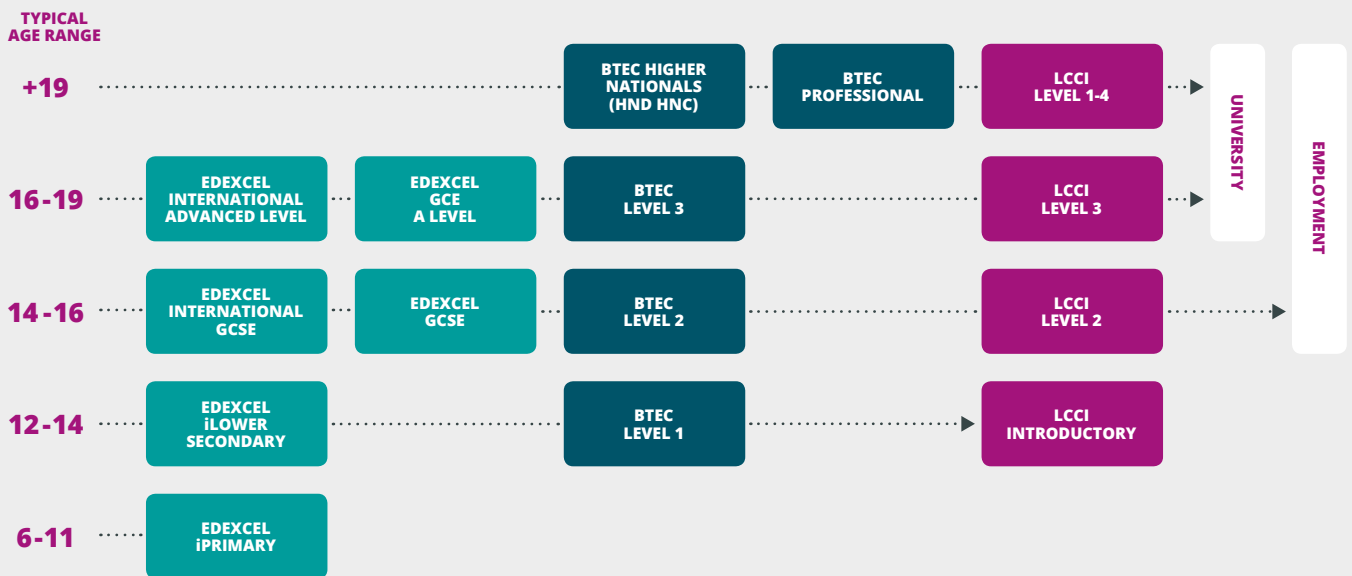 TYPICAL
AGE RANGE
+19
BTEC HIGHER
NATIONALS
(HND HNC)
BTEC
PROFESSIONAL
LCCI
LEVEL 1-4
UNIVERSITY
EMPLOYMENT
16-19
EDEXCEL
INTERNATIONAL
ADVANCED LEVEL
EDEXCEL
GCE
A LEVEL
BTEC
LEVEL 3
LCCI
LEVEL 3
14-16
EDEXCEL
INTERNATIONAL
GCSE
EDEXCEL
GCSE
BTEC
LEVEL 2
LCCI
LEVEL 2
12-14
EDEXCEL
iLOWER
SECONDARY
BTEC
LEVEL 1
LCCI
INTRODUCTORY
6-11
EDEXCEL
iPRIMARY